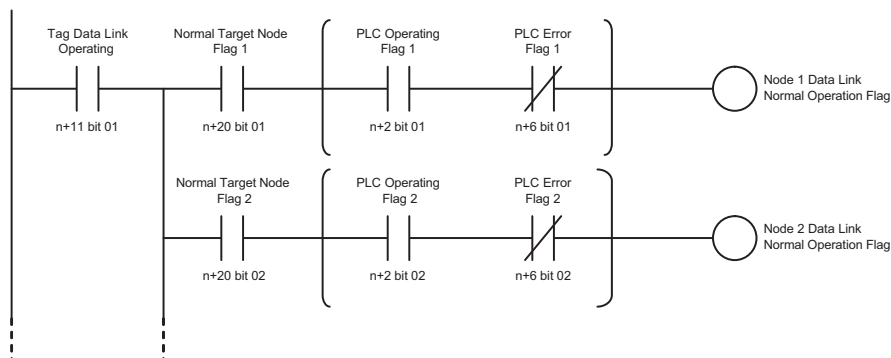 Tag Data Link
Operating
Normal Target Node
Flag 1
PLC Operating
Flag 1
PLC Error
Flag 1
n+11 bit 01
n+20 bit 01
n+2 bit 01
n+6 bit 01
Node 1 Data Link
Normal Operation Flag
Normal Target Node
Flag 2
PLC Operating
Flag 2
PLC Error
Flag 2
n+20 bit 02
n+2 bit 02
n+6 bit 02
Node 2 Data Link
Normal Operation Flag